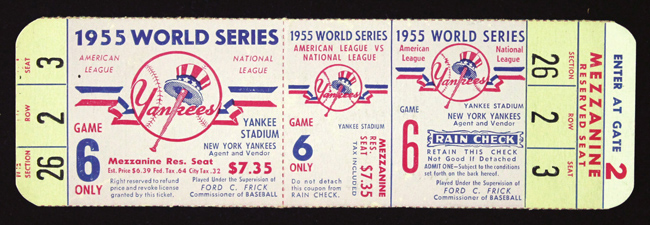 SEAT 3
ROW 2
SECTION 26
1955 WORLD SERIES
AMERICAN LEAGUE
NATIONAL LEAGUE
Yankees
YANKEE STADIUM
NEW YORK YANKEES
Agent and Vendor
GAME 6 ONLY
Mezzanine Res. Seat
Est. Price $6.39 Fed. Tax .64 City Tax .32
$7.35
Right reserved to refund
price and revoke license
granted by this ticket.
Played Under the Supervision of
FORD C. FRICK
Commissioner of BASEBALL
1955 WORLD SERIES
AMERICAN LEAGUE VS
NATIONAL LEAGUE
Yankees
YANKEE STADIUM
GAME 6 ONLY
MEZZANINE
RES. SEAT $7.35
TAX INCLUDED
Do not detach
this coupon from
RAIN CHECK.
1955 WORLD SERIES
American League
National League
Yankees
YANKEE STADIUM
NEW YORK YANKEES
Agent and Vendor
GAME 6
RAIN CHECK
RETAIN THIS CHECK
Not Good If Detached
ADMIT ONE—Subject to the conditions
set forth on the back hereof.
Played Under the Supervision of
FORD C. FRICK
Commissioner of BASEBALL
26 SECTION
2 ROW
3 SEAT
MEZZANINE
RESERVED SEAT
ENTER AT GATE 2